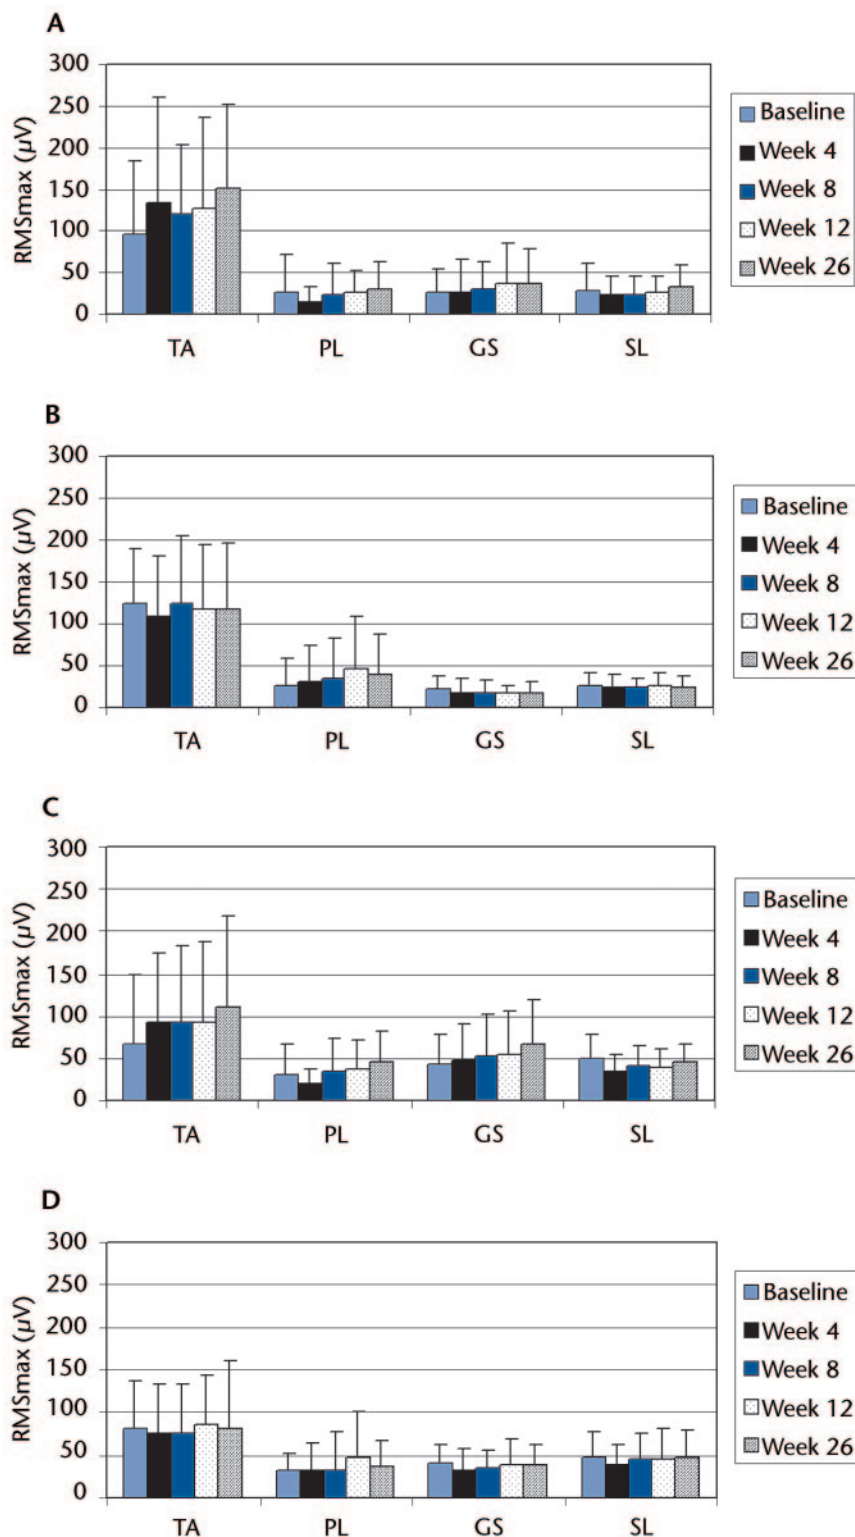 A
RMSmax (µV)
300
250
200
150
100
50
0
TA PL GS SL
Baseline
Week 4
Week 8
Week 12
Week 26
B
RMSmax (µV)
300
250
200
150
100
50
0
TA PL GS SL
Baseline
Week 4
Week 8
Week 12
Week 26
C
RMSmax (µV)
300
250
200
150
100
50
0
TA PL GS SL
Baseline
Week 4
Week 8
Week 12
Week 26
D
RMSmax (µV)
300
250
200
150
100
50
0
TA PL GS SL
Baseline
Week 4
Week 8
Week 12
Week 26